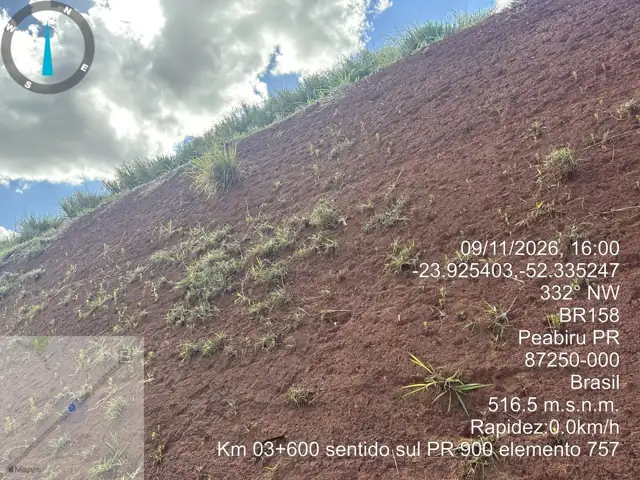 N
W
E
S
09/11/2026, 16:00
-23.925403,-52.335247
332° NW
BR158
Peabiru PR
87250-000
Brasil
516.5 m.s.n.m.
Rapidez:0.0km/h
Km 03+600 sentido sul PR 900 elemento 757
Maps